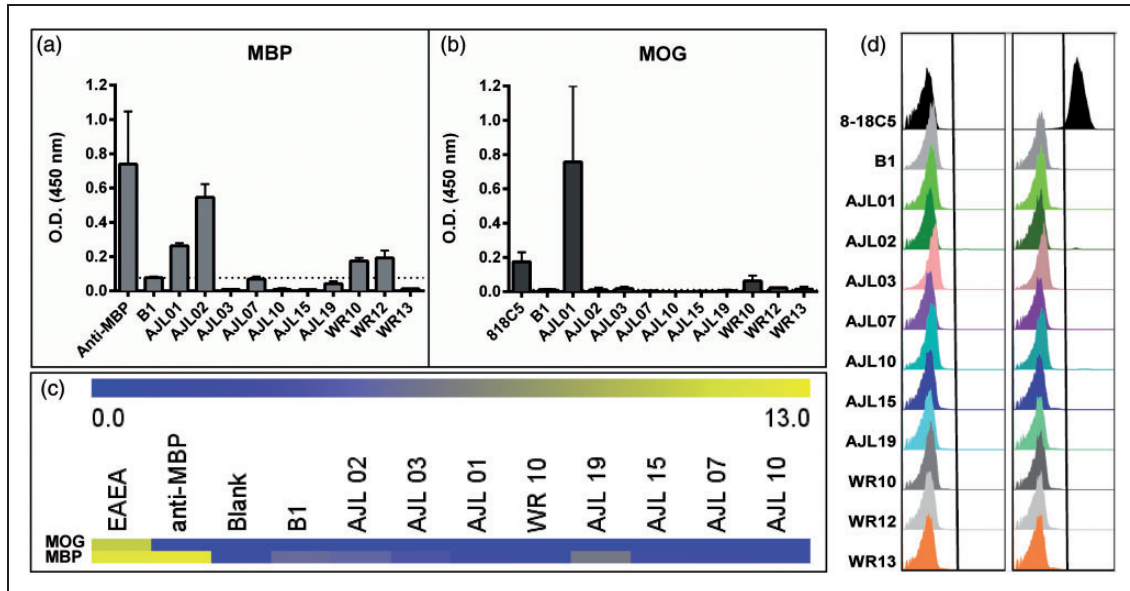 (a)
MBP
O.D. (450 nm)
1.2
1.0
0.8
0.6
0.4
0.2
0.0
Anti-MBP
B1
AJL01
AJL02
AJL03
AJL07
AJL10
AJL15
AJL19
WR10
WR12
WR13
(b)
MOG
O.D. (450 nm)
1.2
1.0
0.8
0.6
0.4
0.2
0.0
818C5
B1
AJL01
AJL02
AJL03
AJL07
AJL10
AJL15
AJL19
WR10
WR12
WR13
(c)
0.0 13.0
EAEA
anti-MBP
Blank
B1
AJL 02
AJL 03
AJL 01
WR 10
AJL 19
AJL 15
AJL 07
AJL 10
MOG
MBP
(d)
8-18C5
B1
AJL01
AJL02
AJL03
AJL07
AJL10
AJL15
AJL19
WR10
WR12
WR13